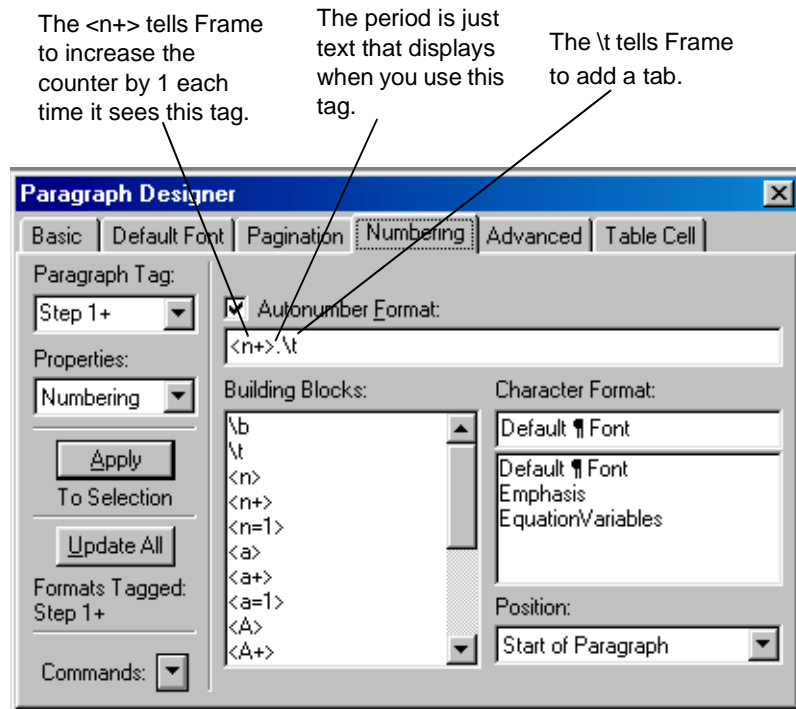 The <n+> tells Frame
to increase the
counter by 1 each
time it sees this tag.
The period is just
text that displays
when you use this
tag.
The \t tells Frame
to add a tab.
Paragraph Designer
Basic Default Font Pagination Numbering Advanced Table Cell
Paragraph Tag:
Step 1+
Properties:
Numbering
Apply
To Selection
Update All
Formats Tagged:
Step 1+
Commands:
Autonumber Format:
<n+>.\t
Building Blocks:
\b
\t
<n>
<n+>
<n=1>
<a>
<a+>
<a=1>
<A>
<A+>
Character Format:
Default ¶ Font
Default ¶ Font
Emphasis
EquationVariables
Position:
Start of Paragraph